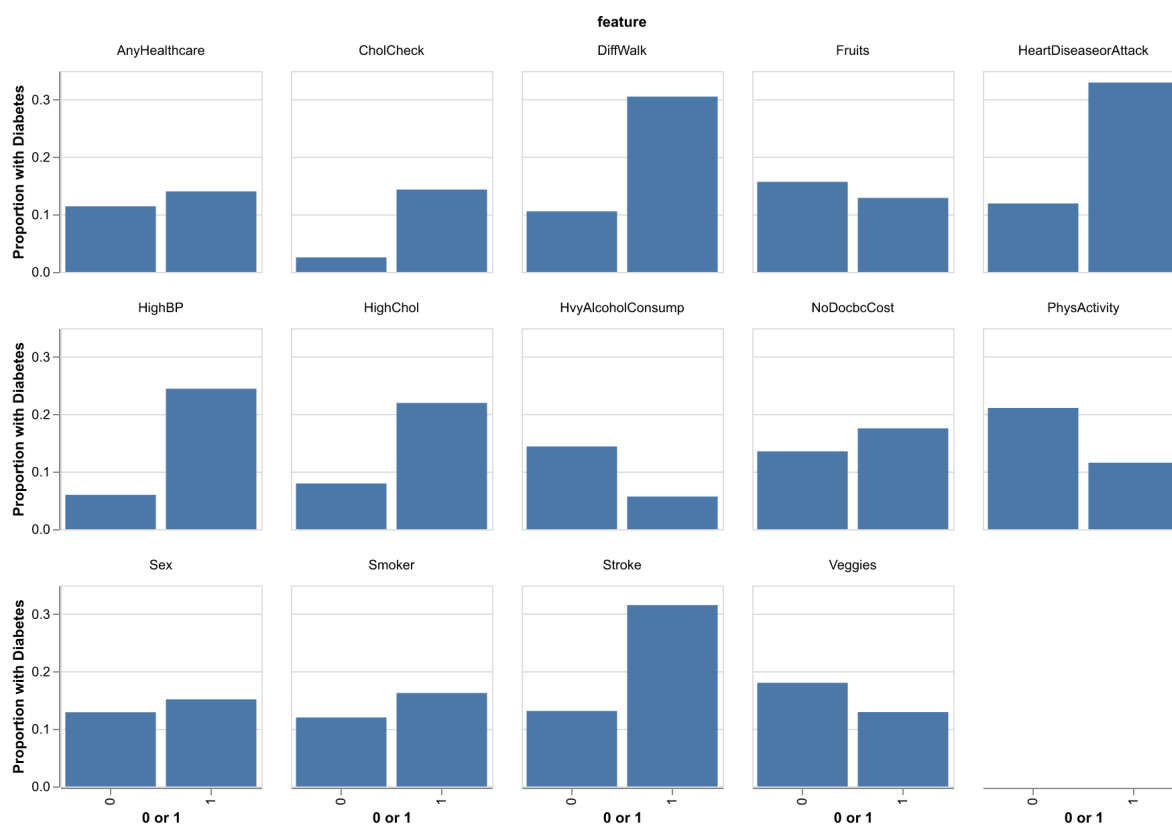 feature
AnyHealthcare CholCheck DiffWalk Fruits HeartDiseaseorAttack
Proportion with Diabetes
0.3
0.2
0.1
0.0
HighBP HighChol HvyAlcoholConsump NoDocbcCost PhysActivity
Proportion with Diabetes
0.3
0.2
0.1
0.0
Sex Smoker Stroke Veggies
Proportion with Diabetes
0.3
0.2
0.1
0.0
0 1 0 1 0 1 0 1 0 1
0 or 1 0 or 1 0 or 1 0 or 1 0 or 1